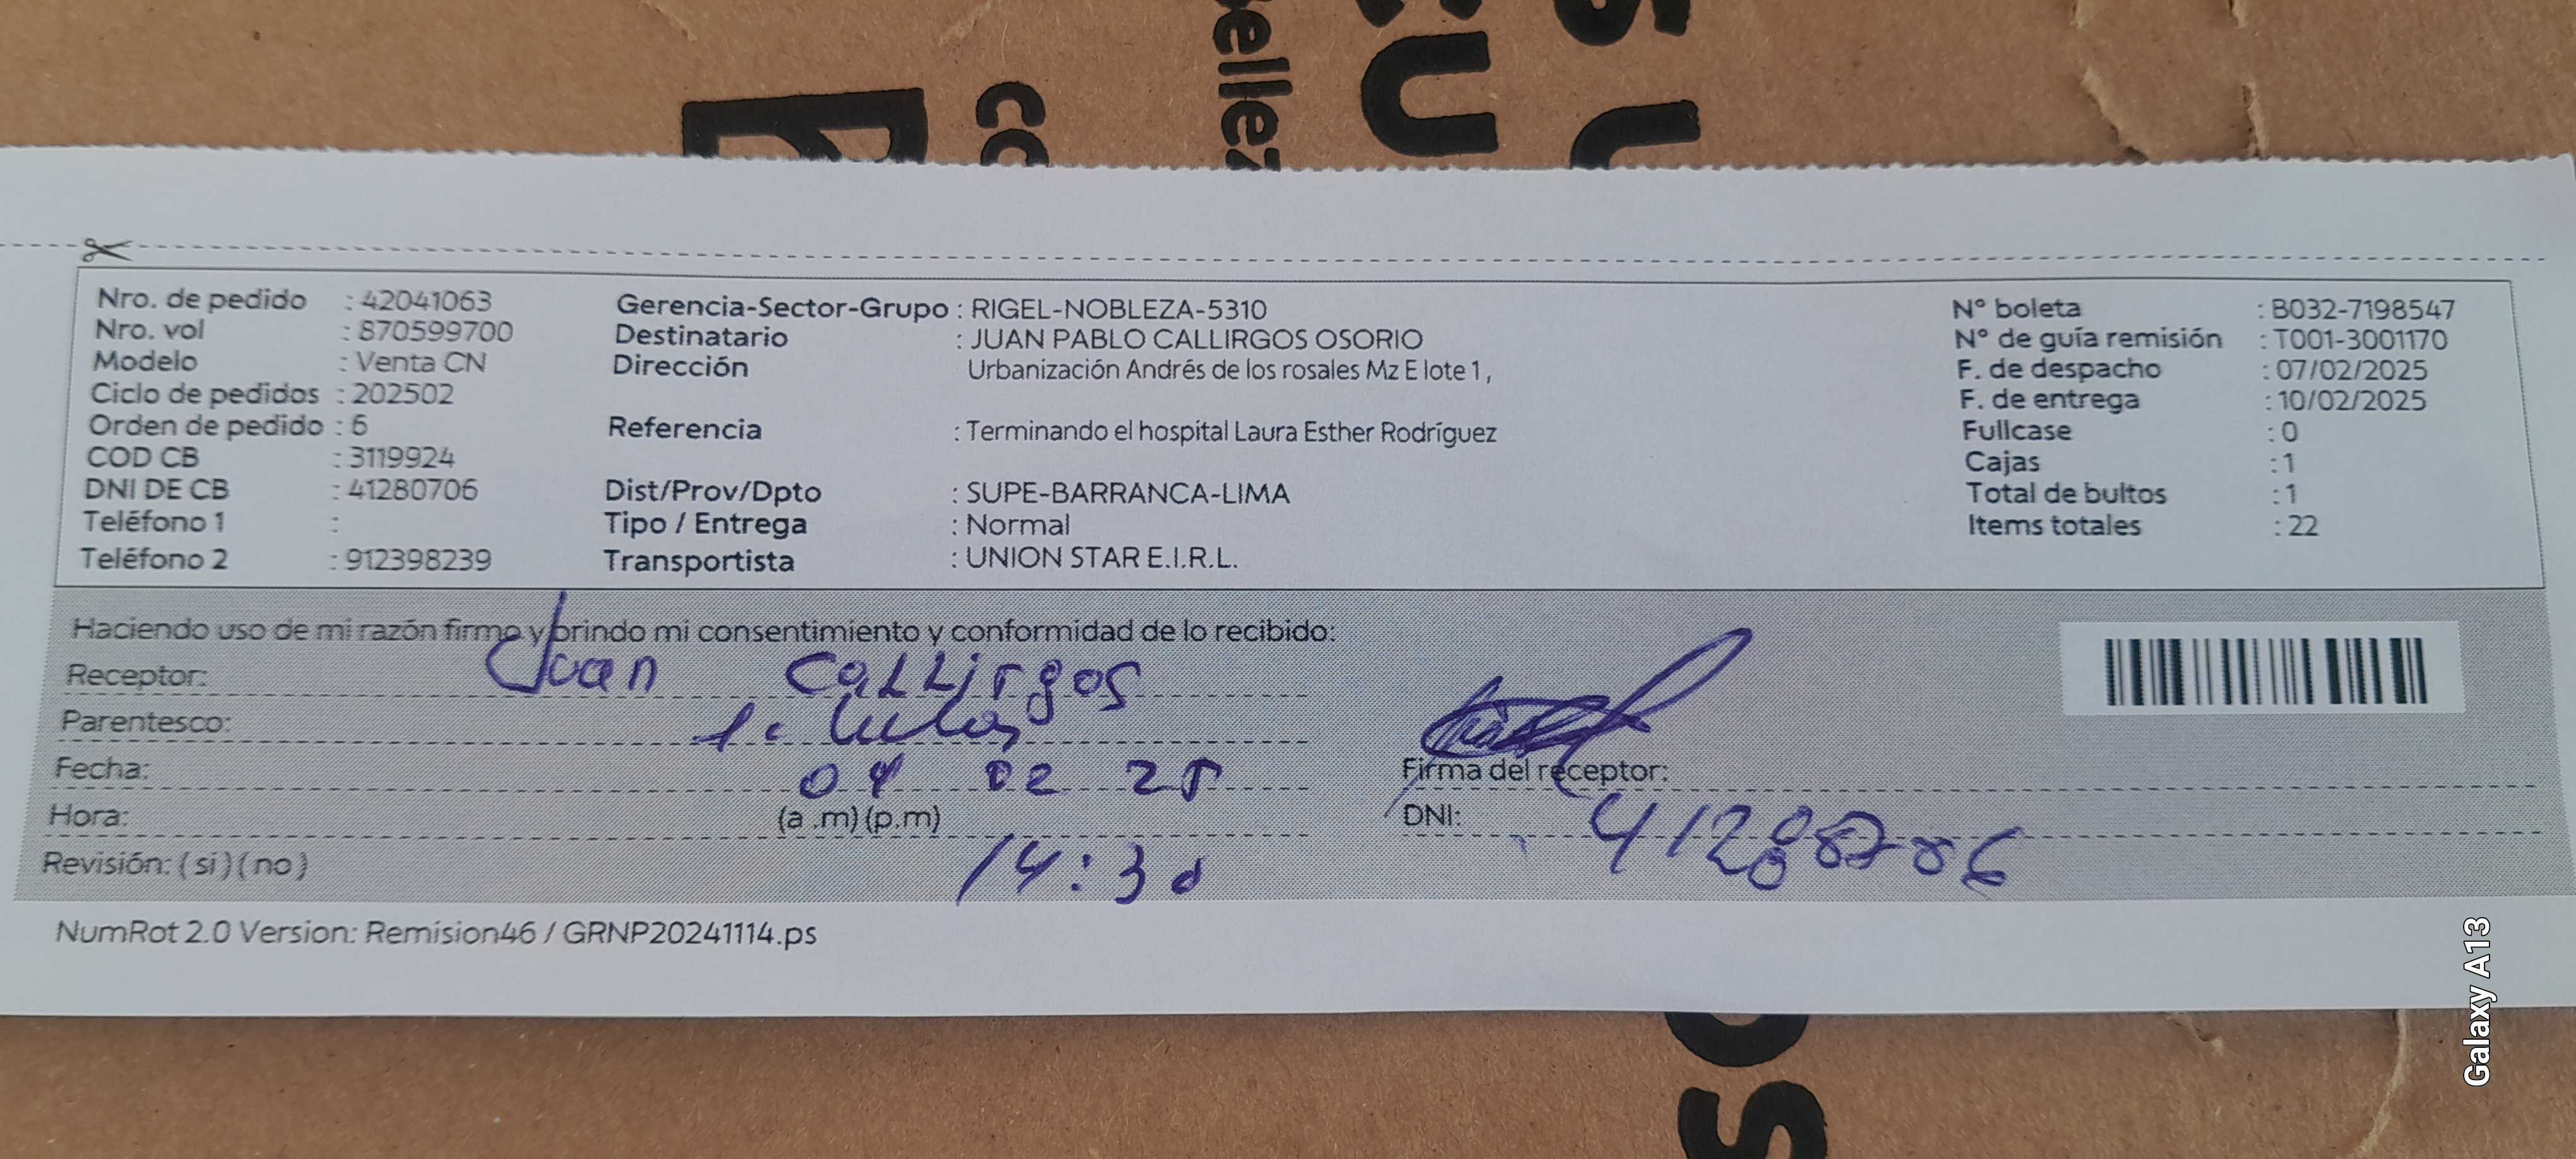 ellez
co
Nro. de pedido : 42041063
Nro. vol : 870599700
Modelo : Venta CN
Ciclo de pedidos : 202502
Orden de pedido : 6
COD CB : 3119924
DNI DE CB : 41280706
Teléfono 1 :
Teléfono 2 : 912398239
Gerencia-Sector-Grupo : RIGEL-NOBLEZA-5310
Destinatario : JUAN PABLO CALLIRGOS OSORIO
Dirección Urbanización Andrés de los rosales Mz E lote 1,
Referencia : Terminando el hospital Laura Esther Rodríguez
Dist/Prov/Dpto : SUPE-BARRANCA-LIMA
Tipo / Entrega : Normal
Transportista : UNION STAR E.I.R.L.
N° boleta : B032-7198547
N° de guía remisión : T001-3001170
F. de despacho : 07/02/2025
F. de entrega : 10/02/2025
Fullcase : 0
Cajas : 1
Total de bultos : 1
Items totales : 22
Haciendo uso de mi razón firmo y brindo mi consentimiento y conformidad de lo recibido:
Receptor: Juan Callirgos
Parentesco:
Fecha: 02 25
Hora: (a .m) (p.m) 14:30
Revisión: ( si ) ( no )
Firma del receptor:
DNI:
NumRot 2.0 Version: Remision46 / GRNP20241114.ps
Galaxy A13